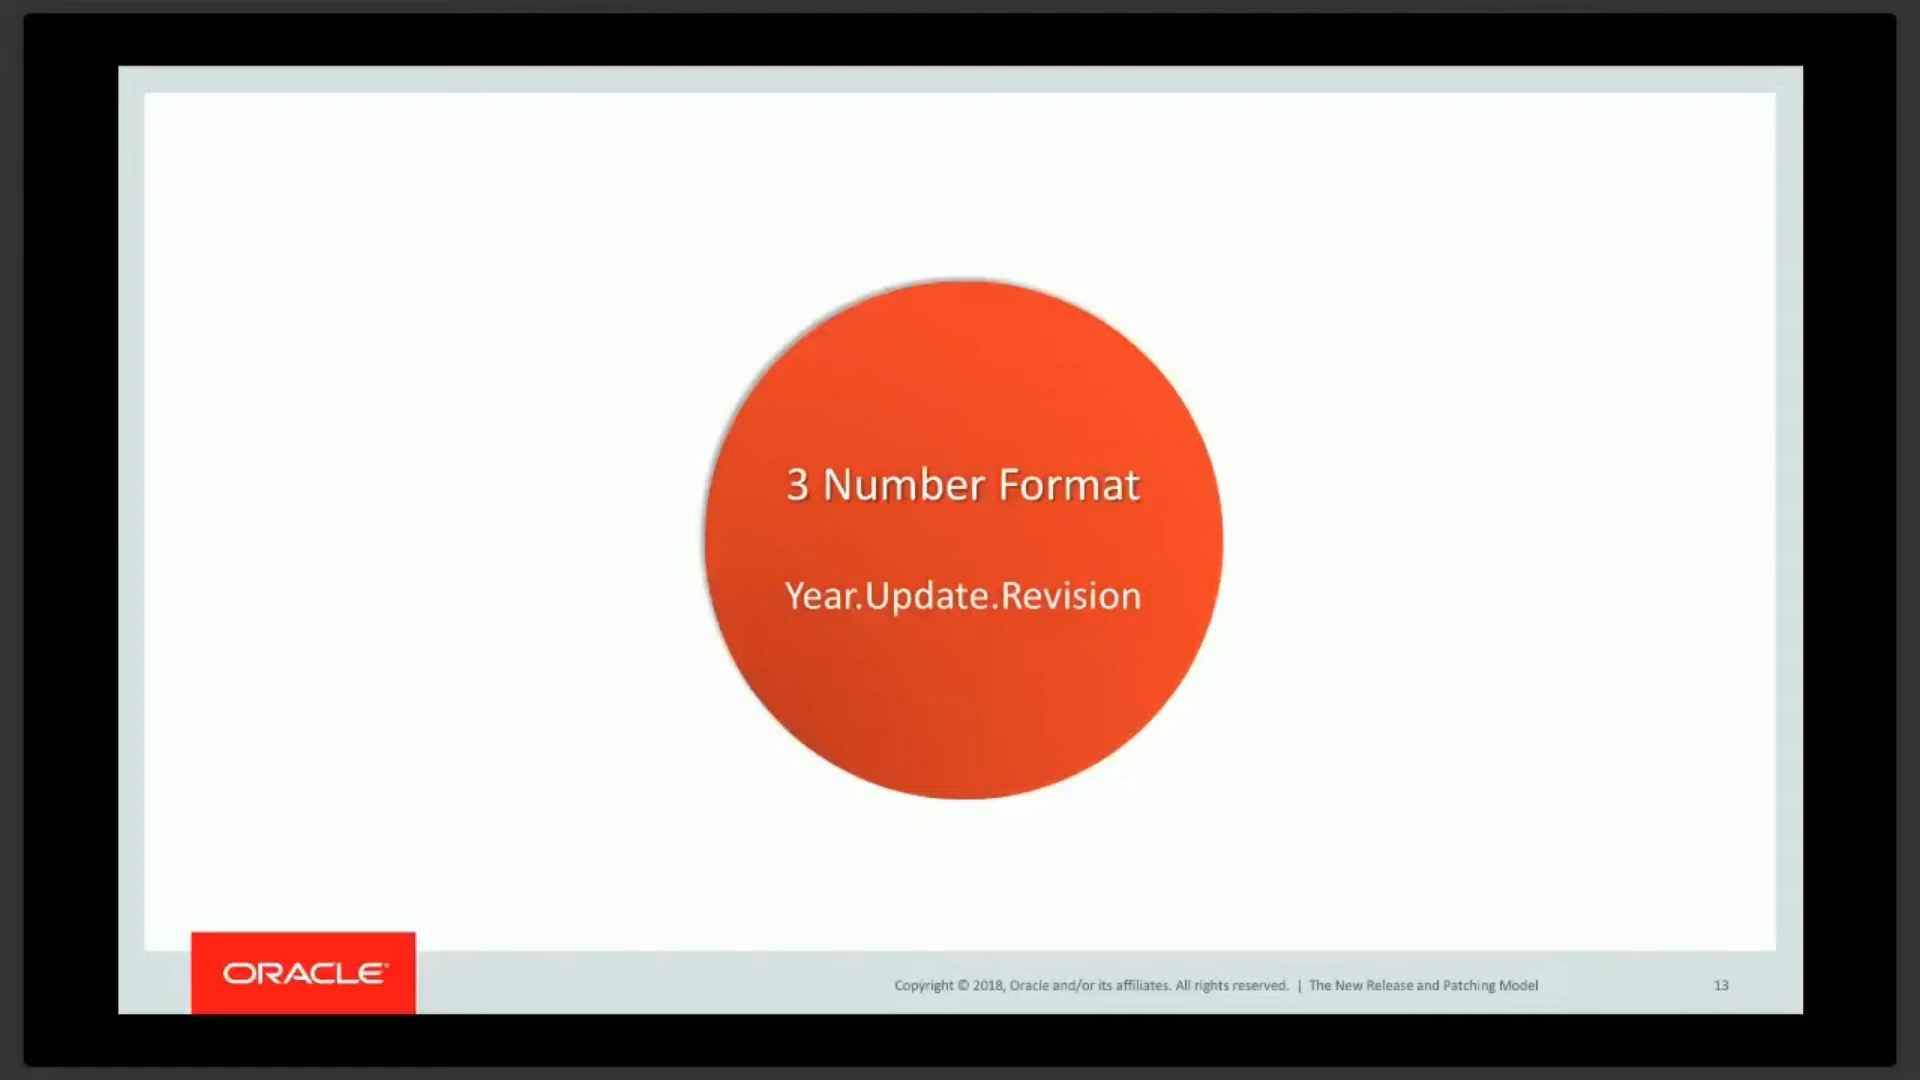 3 Number Format
Year.Update.Revision
ORACLE®
Copyright © 2018, Oracle and/or its affiliates. All rights reserved. | The New Release and Patching Model 13